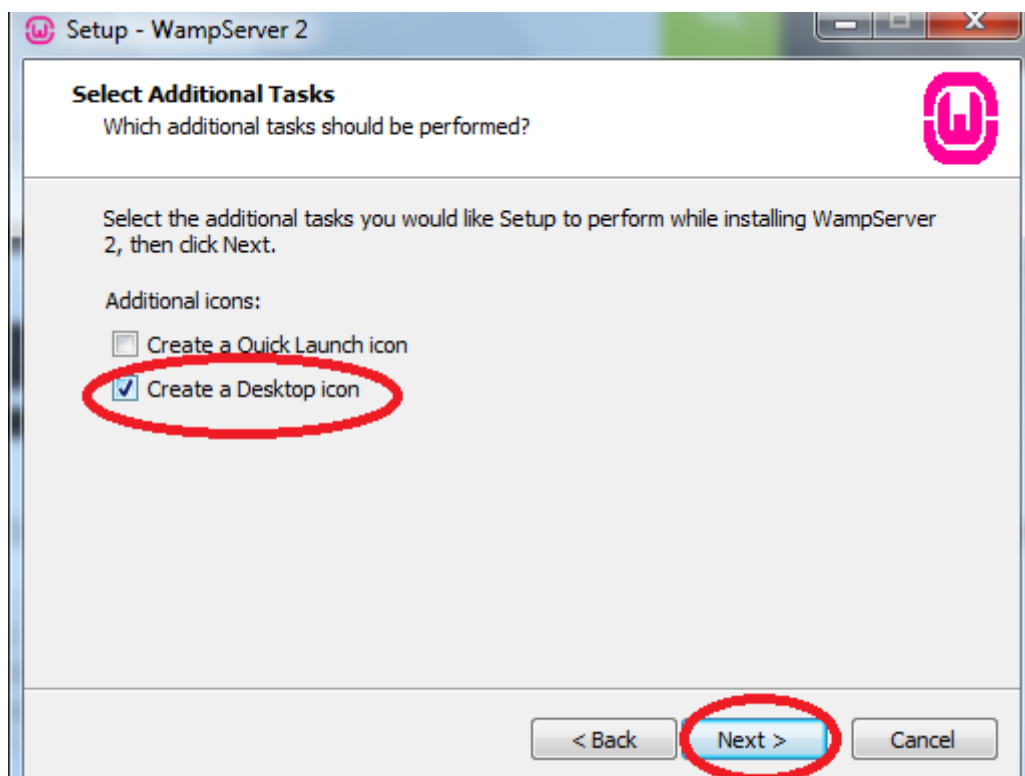 Setup - WampServer 2
Select Additional Tasks
Which additional tasks should be performed?
Select the additional tasks you would like Setup to perform while installing WampServer
2, then click Next.
Additional icons:
Create a Quick Launch icon
Create a Desktop icon
< Back Next > Cancel